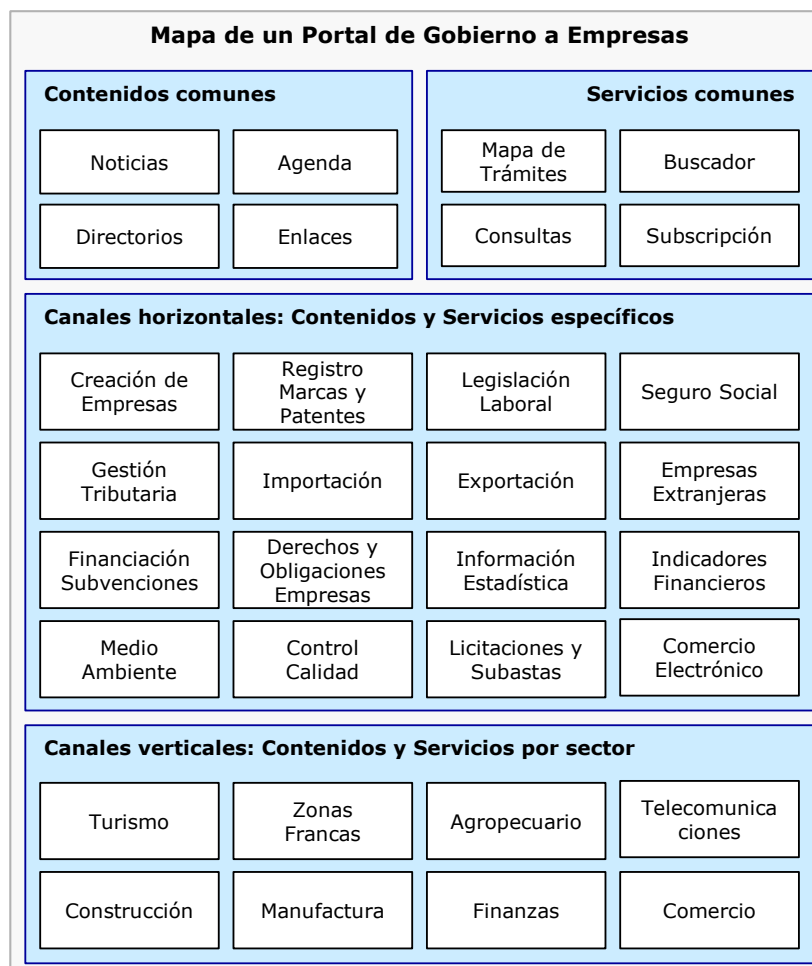 Mapa de un Portal de Gobierno a Empresas
Contenidos comunes
Noticias
Agenda
Directorios
Enlaces
Servicios comunes
Mapa de
Trámites
Buscador
Consultas
Subscripción
Canales horizontales: Contenidos y Servicios específicos
Creación de
Empresas
Registro
Marcas y
Patentes
Legislación
Laboral
Seguro Social
Gestión
Tributaria
Importación
Exportación
Empresas
Extranjeras
Financiación
Subvenciones
Derechos y
Obligaciones
Empresas
Información
Estadística
Indicadores
Financieros
Medio
Ambiente
Control
Calidad
Licitaciones y
Subastas
Comercio
Electrónico
Canales verticales: Contenidos y Servicios por sector
Turismo
Zonas
Francas
Agropecuario
Telecomunica
ciones
Construcción
Manufactura
Finanzas
Comercio